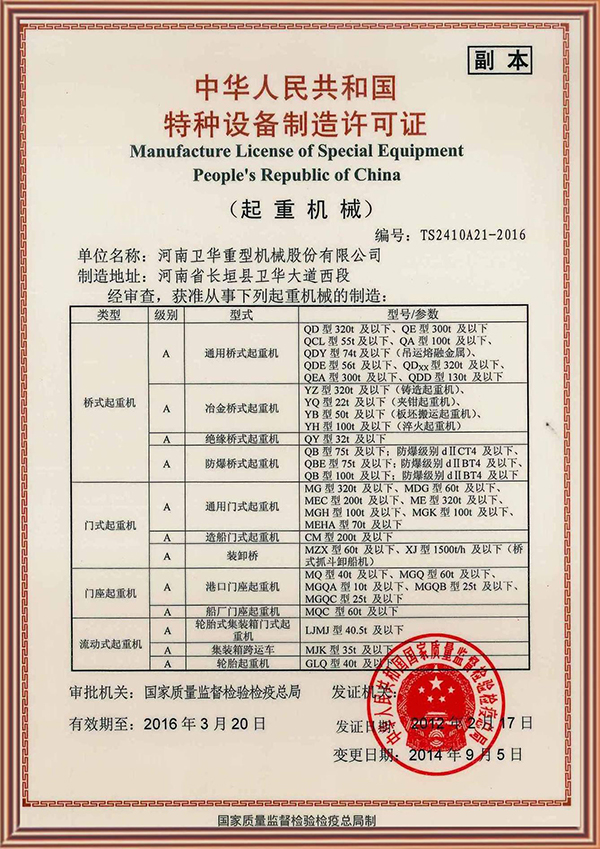 副 本
中华人民共和国
特种设备制造许可证
Manufacture License of Special Equipment
People's Republic of China
(起 重 机 械)
编号: TS2410A21-2016
单位名称: 河南卫华重型机械股份有限公司
制造地址: 河南省长垣县卫华大道西段
经审查, 获准从事下列起重机械的制造:
类型 级别 型式 型号/参数
桥式起重机
A 通用桥式起重机
QD 型 320t 及以下、QE 型 300t 及以下
QCL 型 55t 及以下、QA 型 100t 及以下、
QDY 型 74t 及以下(吊运熔融金属)、
QDE 型 56t 及以下、QDXX 型 320t 及以下、
QEA 型 300t 及以下、QDD 型 130t 及以下
A 冶金桥式起重机
YZ 型 320t 及以下(铸造起重机)、
YQ 型 22t 及以下(夹钳起重机)、
YB 型 50t 及以下(板坯搬运起重机)、
YH 型 100t 及以下(淬火起重机)
A 绝缘桥式起重机 QY 型 32t 及以下
A 防爆桥式起重机
QB 型 75t 及以下; 防爆级别 dⅡCT4 及以下、
QBE 型 75t 及以下; 防爆级别 dⅡBT4 及以下、
QB 型 100t 及以下; 防爆级别 dⅡBT4 及以下
门式起重机
A 通用门式起重机
MG 型 320t 及以下、MDG 型 60t 及以下、
MEC 型 200t 及以下、ME 型 320t 及以下、
MGH 型 100t 及以下、MGK 型 100t 及以下、
MEHA 型 70t 及以下
A 造船门式起重机 CM 型 200t 及以下
A 装卸桥
MZX 型 60t 及以下、XJ 型 1500t/h 及以下(桥
式抓斗卸船机)
门座起重机
A 港口门座起重机
MQ 型 40t 及以下、MGQ 型 60t 及以下、
MGQA 型 10t 及以下、MGQB 型 25t 及以下、
MGQC 型 25t 及以下
A 船厂门座起重机 MQC 型 60t 及以下
流动式起重机
A 轮胎式集装箱门式起
重机
LJMJ 型 40.5t 及以下
A 集装箱跨运车 MJK 型 35t 及以下
A 轮胎起重机 GLQ 型 40t 及以下
审批机关: 国家质量监督检验检疫总局 发证机关:
中华人民共和国国家质量监督检验检疫总局
有效期至: 2016 年 3 月 20 日 发证日期: 2012 年 2 月 17 日
变更日期: 2014 年 9 月 5 日
国家质量监督检验检疫总局制